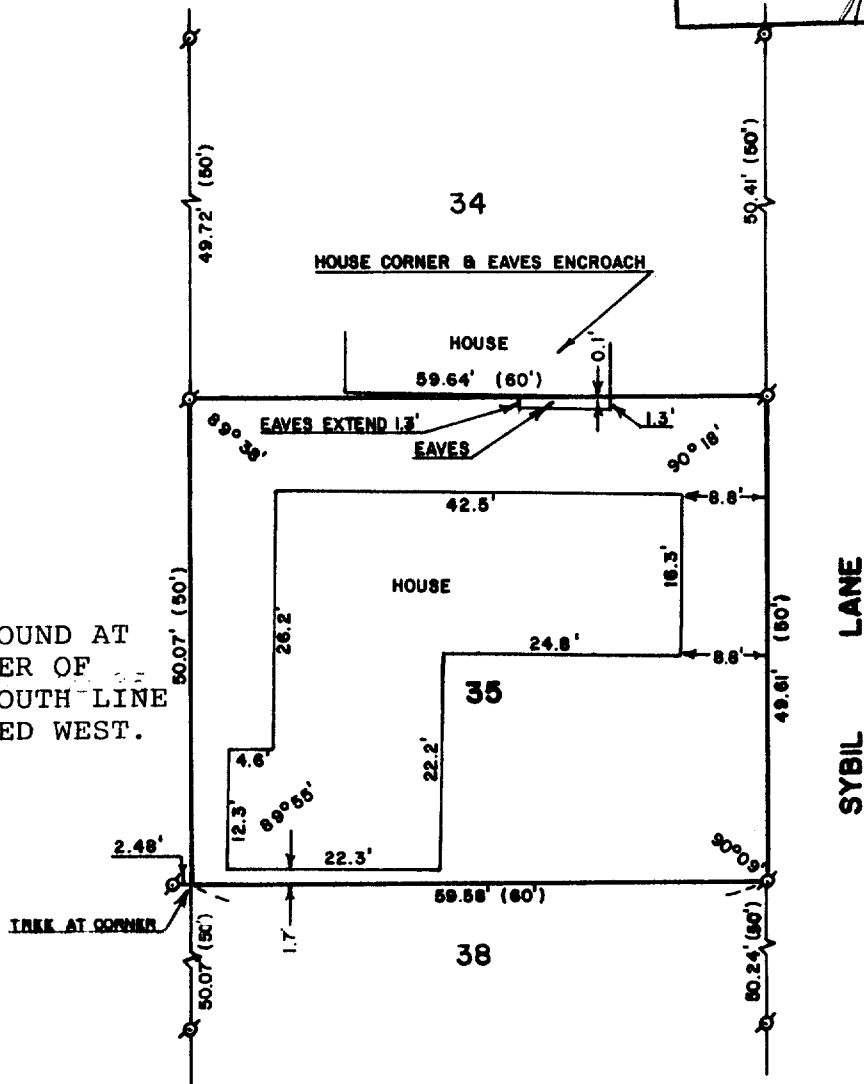 49.72' (50')
50.41' (50')
34
HOUSE CORNER & EAVES ENCROACH
HOUSE
0.1'
59.64' (60')
EAVES EXTEND 1.3'
EAVES
1.3'
89°38'
90°18'
42.5'
8.8'
HOUSE
16.3'
50.07' (50')
26.2'
24.8'
8.8'
49.61' (50')
SYBIL LANE
OUND AT
ER OF
OUTH LINE
ED WEST.
35
22.2'
4.6'
12.3'
89°55'
2.48'
22.3'
90°09'
59.58' (60')
TREE AT CORNER
1.7'
38
50.07' (50')
50.24' (50')